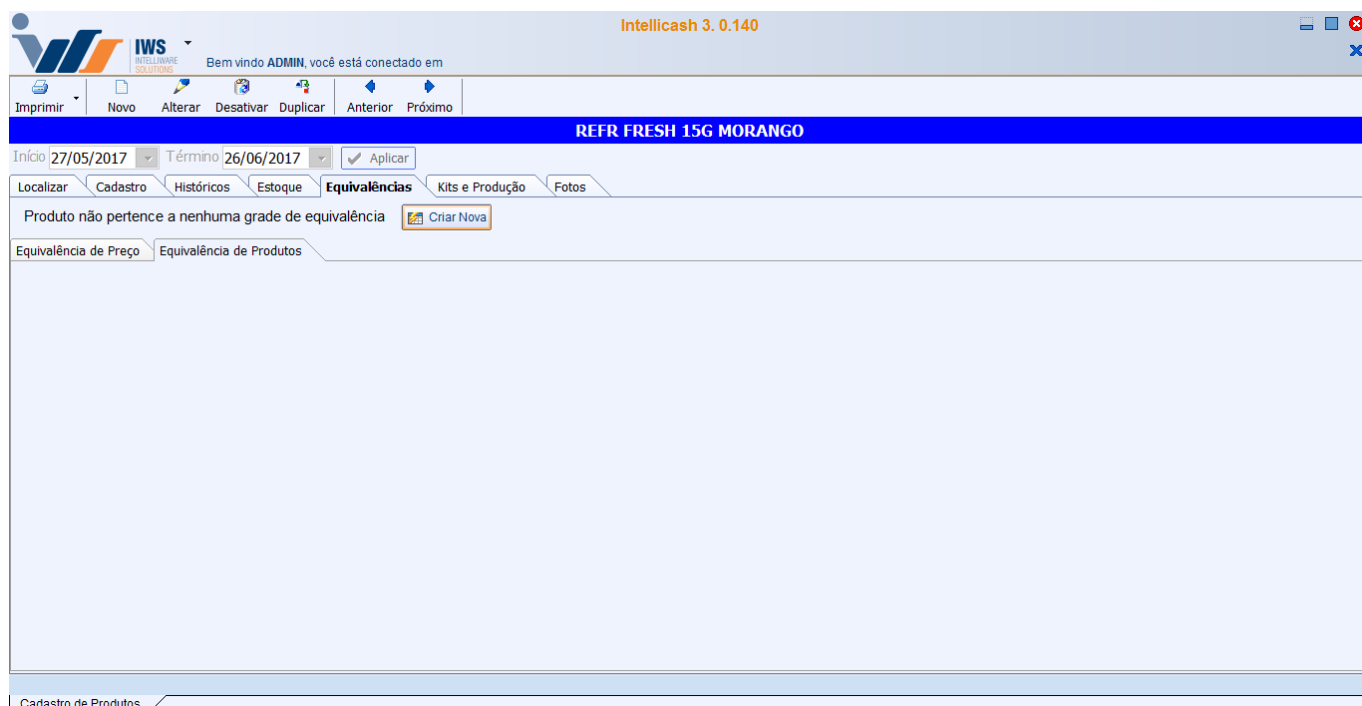 Intellicash 3. 0.140
IWS
INTELLIWARE
SOLUTIONS
Bem vindo ADMIN, você está conectado em
Imprimir Novo Alterar Desativar Duplicar Anterior Próximo
REFR FRESH 15G MORANGO
Início 27/05/2017 Término 26/06/2017 Aplicar
Localizar Cadastro Históricos Estoque Equivalências Kits e Produção Fotos
Produto não pertence a nenhuma grade de equivalência Criar Nova
Equivalência de Preço Equivalência de Produtos
Cadastro de Produtos